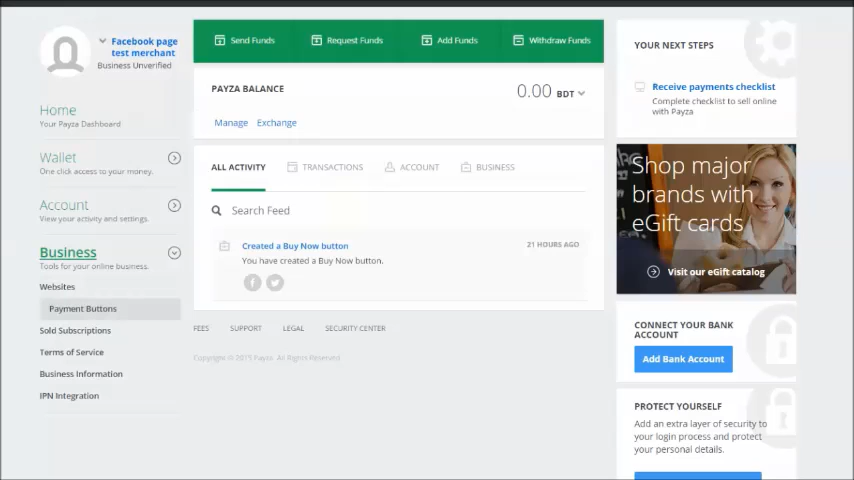 Facebook page
test merchant
Business Unverified
Home
Your Payza Dashboard
Wallet
One click access to your money.
Account
View your activity and settings.
Business
Tools for your online business.
Websites
Payment Buttons
Sold Subscriptions
Terms of Service
Business Information
IPN Integration
Send Funds
Request Funds
Add Funds
Withdraw Funds
PAYZA BALANCE
0.00 BDT
Manage Exchange
ALL ACTIVITY
TRANSACTIONS
ACCOUNT
BUSINESS
Search Feed
Created a Buy Now button
21 HOURS AGO
You have created a Buy Now button.
FEES SUPPORT LEGAL SECURITY CENTER
Copyright © 2015 Payza. All Rights Reserved.
YOUR NEXT STEPS
Receive payments checklist
Complete checklist to sell online
with Payza
Shop major
brands with
eGift cards
Visit our eGift catalog
CONNECT YOUR BANK
ACCOUNT
Add Bank Account
PROTECT YOURSELF
Add an extra layer of security to
your login process and protect
your personal details.